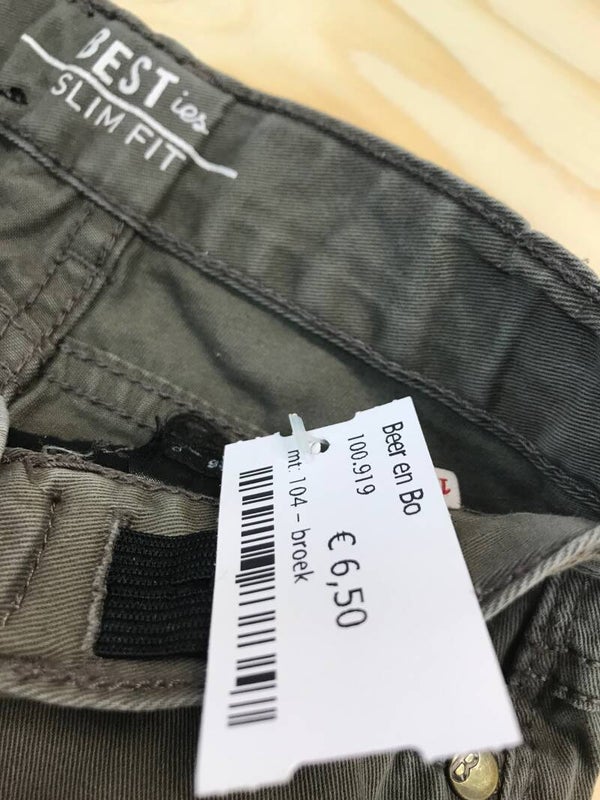 BESTies
SLIM FIT
Beer en Bo
100.919
€ 6,50
mt: 104 - broek